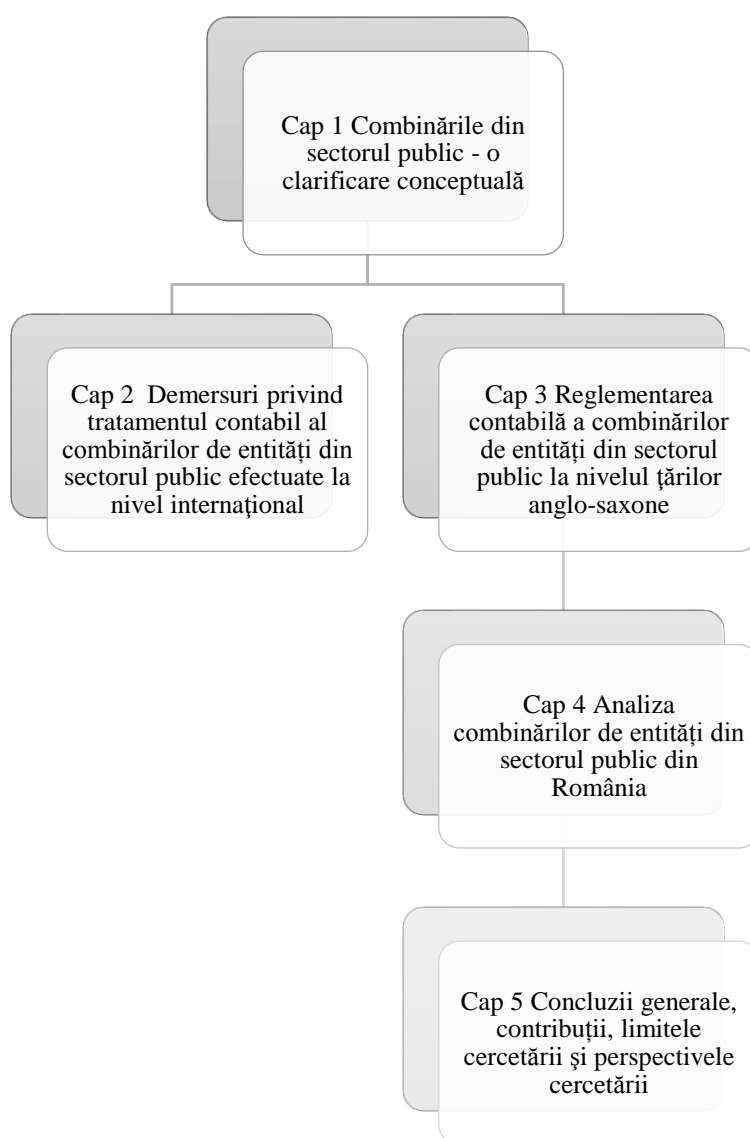 Cap 1 Combinările din
sectorul public - o
clarificare conceptuală
Cap 2 Demersuri privind
tratamentul contabil al
combinărilor de entități din
sectorul public efectuate la
nivel internaţional
Cap 3 Reglementarea
contabilă a combinărilor
de entități din sectorul
public la nivelul ţărilor
anglo-saxone
Cap 4 Analiza
combinărilor de entități din
sectorul public din
România
Cap 5 Concluzii generale,
contribuții, limitele
cercetării şi perspectivele
cercetării